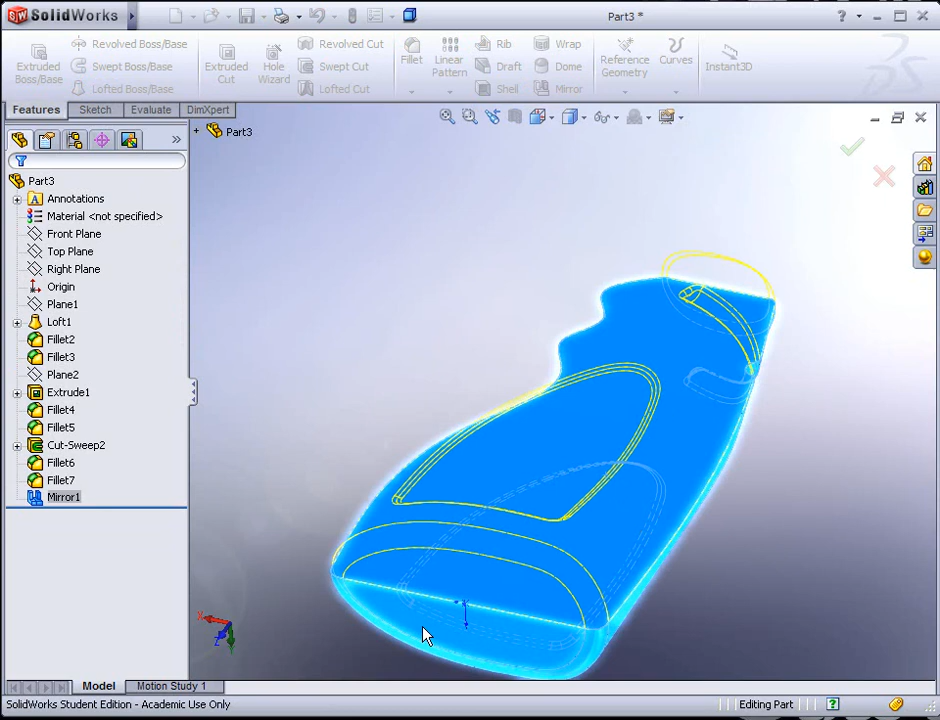 SolidWorks
Part3 *
Extruded Boss/Base
Revolved Boss/Base
Swept Boss/Base
Lofted Boss/Base
Extruded Cut
Hole Wizard
Revolved Cut
Swept Cut
Lofted Cut
Fillet
Linear Pattern
Rib
Draft
Shell
Wrap
Dome
Mirror
Reference Geometry
Curves
Instant3D
Features
Sketch
Evaluate
DimXpert
Part3
Part3
Annotations
Material <not specified>
Front Plane
Top Plane
Right Plane
Origin
Plane1
Loft1
Fillet2
Fillet3
Plane2
Extrude1
Fillet4
Fillet5
Cut-Sweep2
Fillet6
Fillet7
Mirror1
Model
Motion Study 1
SolidWorks Student Edition - Academic Use Only
Editing Part